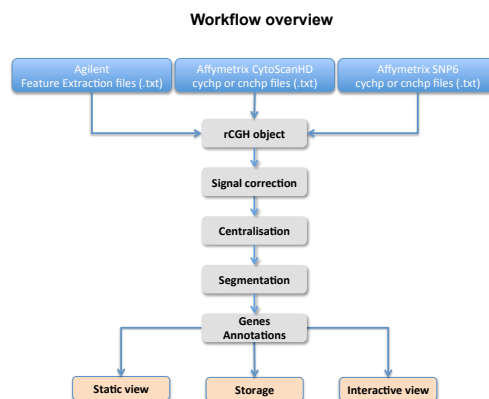 Workflow overview
Agilent
Feature Extraction files (.txt)
Affymetrix CytoScanHD
cychp or cnchp files (.txt)
Affymetrix SNP6
cychp or cnchp files (.txt)
rCGH object
Signal correction
Centralisation
Segmentation
Genes
Annotations
Static view
Storage
Interactive view